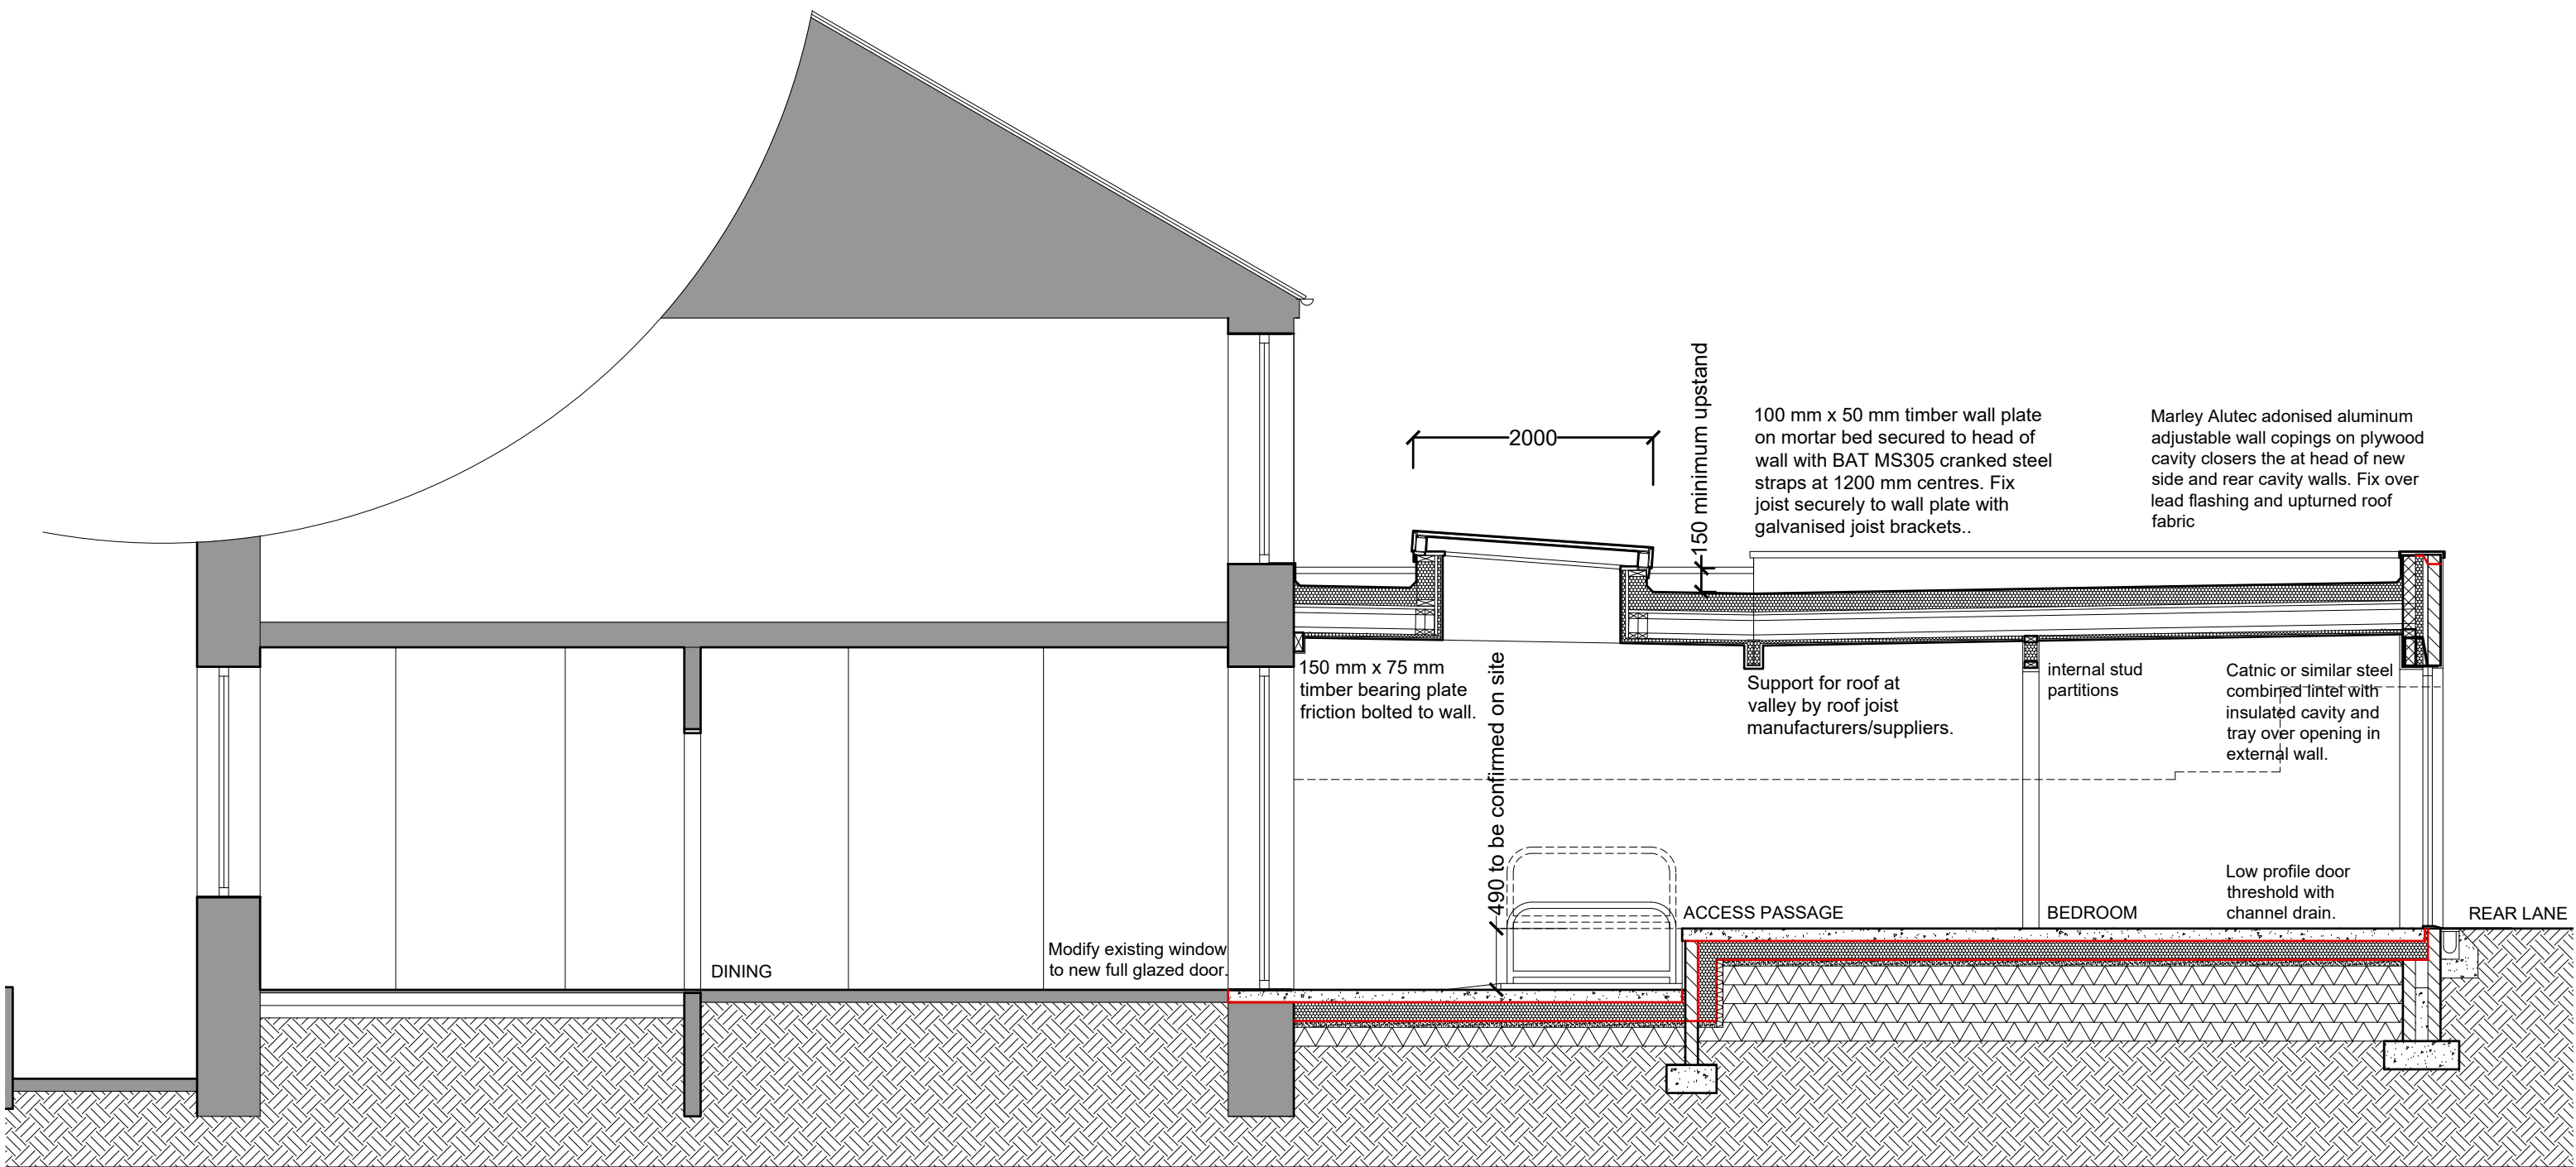 150 minimum upstand
2000
100 mm x 50 mm timber wall plate
on mortar bed secured to head of
wall with BAT MS305 cranked steel
straps at 1200 mm centres. Fix
joist securely to wall plate with
galvanised joist brackets..
Marley Alutec adonised aluminum
adjustable wall copings on plywood
cavity closers the at head of new
side and rear cavity walls. Fix over
lead flashing and upturned roof
fabric
150 mm x 75 mm
timber bearing plate
friction bolted to wall.
490 to be confirmed on site
Support for roof at
valley by roof joist
manufacturers/suppliers.
internal stud
partitions
Catnic or similar steel
combined lintel with
insulated cavity and
tray over opening in
external wall.
Low profile door
threshold with
channel drain.
ACCESS PASSAGE
BEDROOM
REAR LANE
Modify existing window
to new full glazed door.
DINING